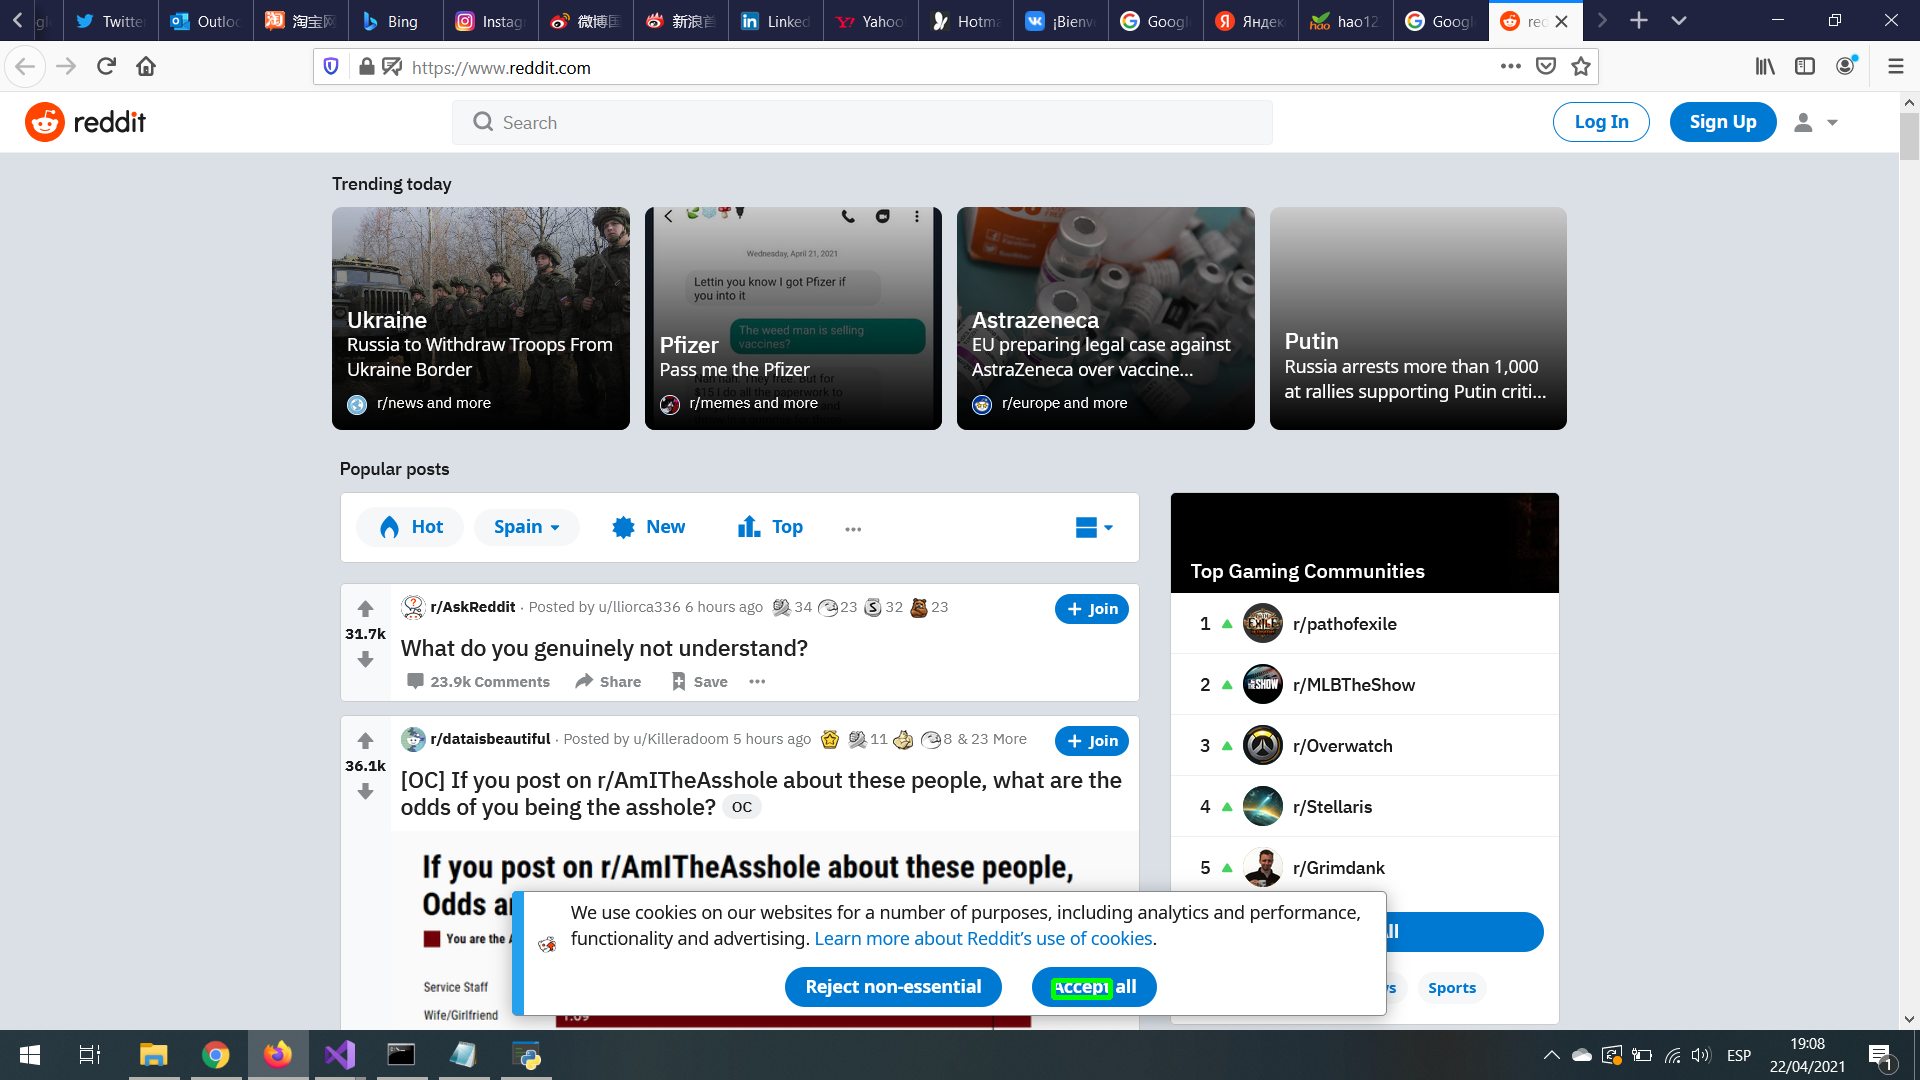 Twitte
Outloo
淘宝网
Bing
Instag
微博国
新浪首
Linked
Yahoo!
Hotma
¡Bienv
Googl
Яндек
hao12
Googl
red
https://www.reddit.com
reddit
Search
Log In
Sign Up
Trending today
Ukraine
Russia to Withdraw Troops From
Ukraine Border
r/news and more
Wednesday, April 21, 2021
Lettin you know I got Pfizer if
you into it
The weed man is selling
vaccines?
Pfizer
Pass me the Pfizer
r/memes and more
Astrazeneca
EU preparing legal case against
AstraZeneca over vaccine...
r/europe and more
Putin
Russia arrests more than 1,000
at rallies supporting Putin criti...
Popular posts
Hot
Spain
New
Top
Top Gaming Communities
1 r/pathofexile
2 r/MLBTheShow
3 r/Overwatch
4 r/Stellaris
5 r/Grimdank
Sports
31.7k
r/AskReddit · Posted by u/lliorca336 6 hours ago 34 23 32 23
+ Join
What do you genuinely not understand?
23.9k Comments Share Save
36.1k
r/dataisbeautiful · Posted by u/Killeradoom 5 hours ago 11 8 & 23 More
+ Join
[OC] If you post on r/AmITheAsshole about these people, what are the
odds of you being the asshole? OC
If you post on r/AmITheAsshole about these people,
Odds
You are the
Service Staff
Wife/Girlfriend
1.09
We use cookies on our websites for a number of purposes, including analytics and performance,
functionality and advertising. Learn more about Reddit’s use of cookies.
Reject non-essential
Accept all
ESP
19:08
22/04/2021
1